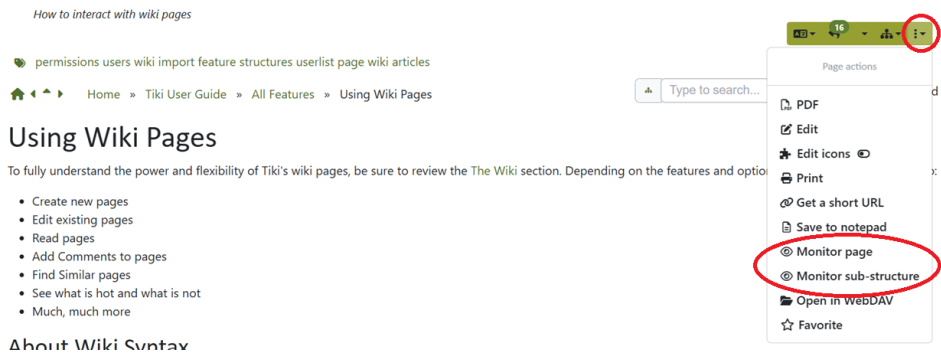 How to interact with wiki pages
16
permissions users wiki import feature structures userlist page wiki articles
Page actions
Home » Tiki User Guide » All Features » Using Wiki Pages
Type to search...
PDF
Using Wiki Pages
Edit
Edit icons
To fully understand the power and flexibility of Tiki's wiki pages, be sure to review the The Wiki section. Depending on the features and
Print
Create new pages
Get a short URL
Edit existing pages
Save to notepad
Read pages
Monitor page
Add Comments to pages
Monitor sub-structure
Find Similar pages
Open in WebDAV
See what is hot and what is not
Favorite
Much, much more
About Wiki Syntax